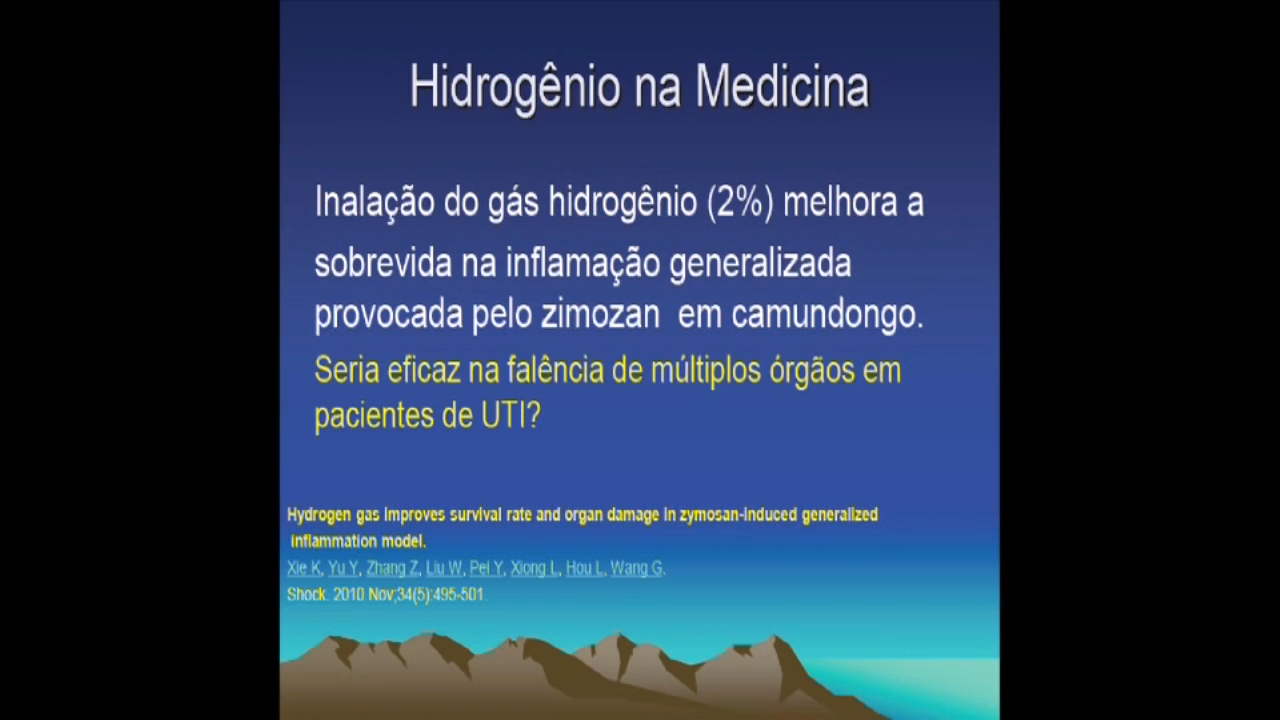 Hidrogênio na Medicina
Inalação do gás hidrogênio (2%) melhora a
sobrevida na inflamação generalizada
provocada pelo zimozan em camundongo.
Seria eficaz na falência de múltiplos órgãos em
pacientes de UTI?
Hydrogen gas improves survival rate and organ damage in zymosan-induced generalized
inflammation model.
Xie K, Yu Y, Zhang Z, Liu W, Pei Y, Xiong L, Hou L, Wang G.
Shock. 2010 Nov;34(5):495-501.